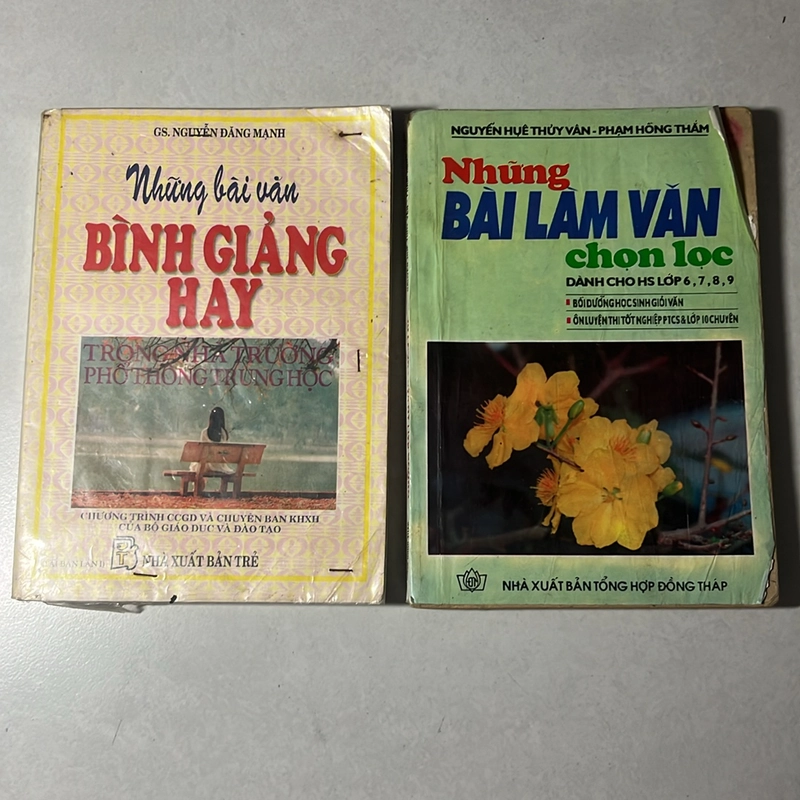 GS. NGUYỄN ĐĂNG MẠNH
Những bài văn
BÌNH GIẢNG
HAY
TRONG NHÀ TRƯỜNG
PHỔ THÔNG TRUNG HỌC
CHƯƠNG TRÌNH CCGD VÀ CHUYÊN BAN KHXH
CỦA BỘ GIÁO DỤC VÀ ĐÀO TẠO
NHÀ XUẤT BẢN TRẺ
NGUYỄN HUỆ THỦY VÂN - PHẠM HỒNG THẮM
Những
BÀI LÀM VĂN
chọn lọc
DÀNH CHO HS LỚP 6, 7, 8, 9
BỒI DƯỠNG HỌC SINH GIỎI VĂN
ÔN LUYỆN THI TỐT NGHIỆP PTCS & LỚP 10 CHUYÊN
NHÀ XUẤT BẢN TỔNG HỢP ĐỒNG THÁP